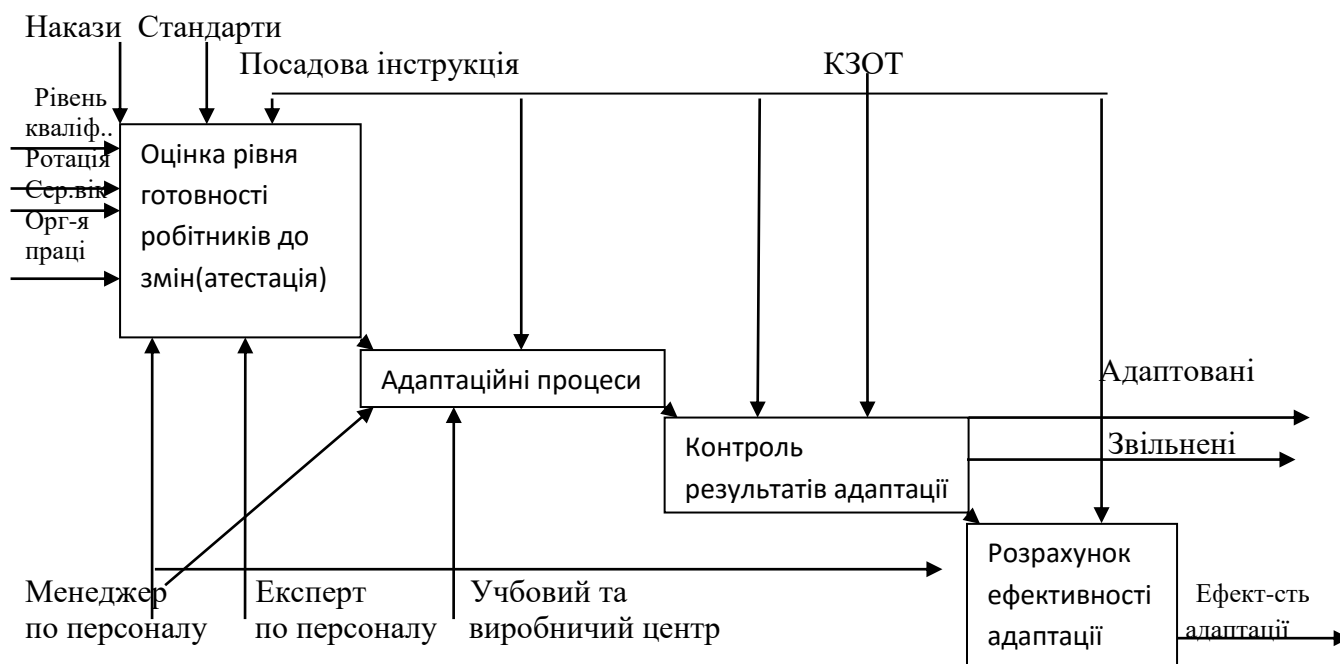 Накази Стандарти
Посадова інструкція
КЗОТ
Рівень
кваліф..
Ротація
Сер.вік
Орг-я
праці
Оцінка рівня
готовності
робітників до
змін(атестація)
Адаптаційні процеси
Контроль
результатів адаптації
Адаптовані
Звільнені
Розрахунок
ефективності
адаптації
Ефект-сть
адаптації
Менеджер
по персоналу
Експерт
по персоналу
Учбовий та
виробничий центр